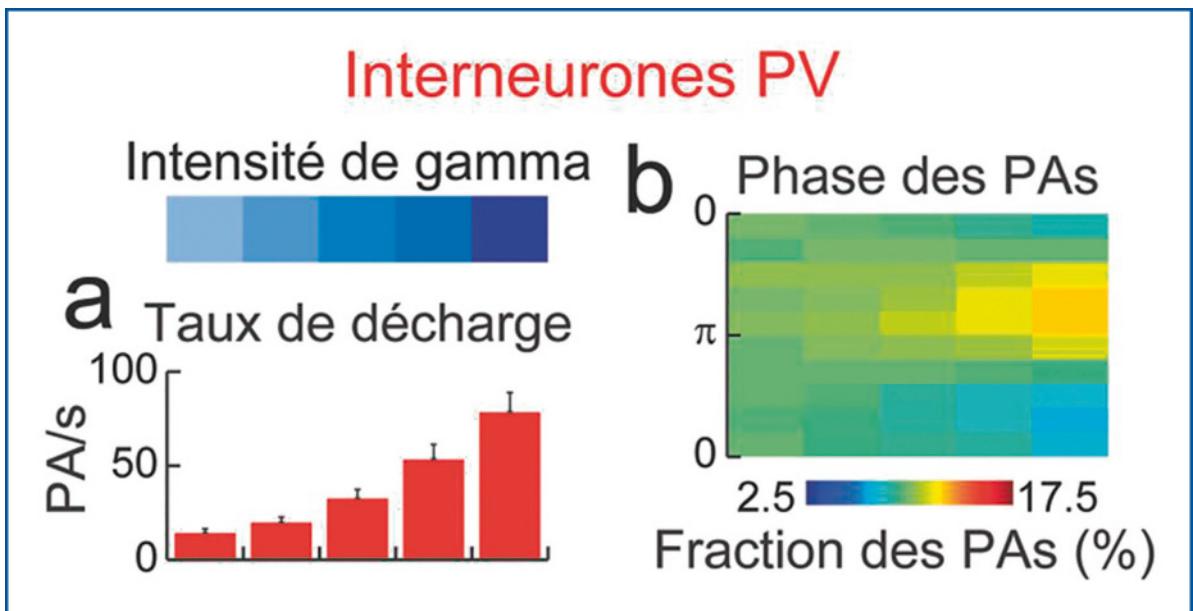 Interneurones PV
Intensité de gamma
a
Taux de décharge
PA/s
100
50
0
b
Phase des PAs
0
π
0
2.5
17.5
Fraction des PAs (%)